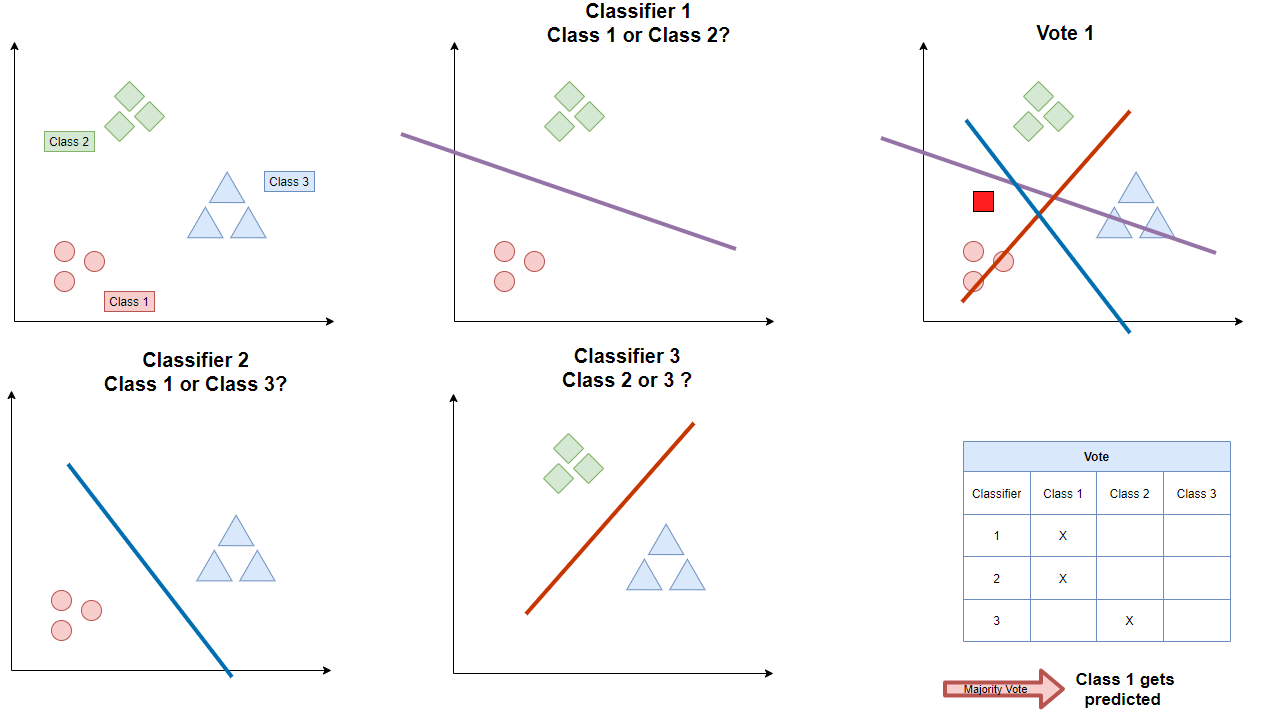 Classifier 1
Class 1 or Class 2?
Vote 1
Class 2
Class 3
Class 1
Classifier 2
Class 1 or Class 3?
Classifier 3
Class 2 or 3 ?
Vote
Classifier Class 1 Class 2 Class 3
1 X
2 X
3 X
Majority Vote
Class 1 gets
predicted